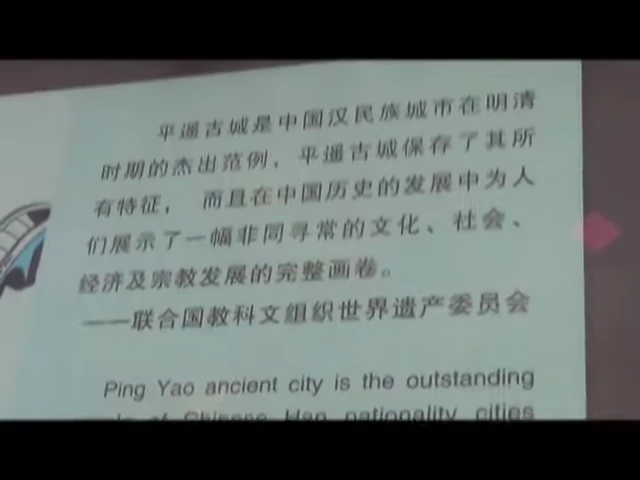 平遥古城是中国汉民族城市在明清
时期的杰出范例，平遥古城保存了其所
有特征， 而且在中国历史的发展中为人
们展示了一幅非同寻常的文化、社会、
经济及宗教发展的完整画卷。
——联合国教科文组织世界遗产委员会
Ping Yao ancient city is the outstanding
of Chinese Han nationality cities